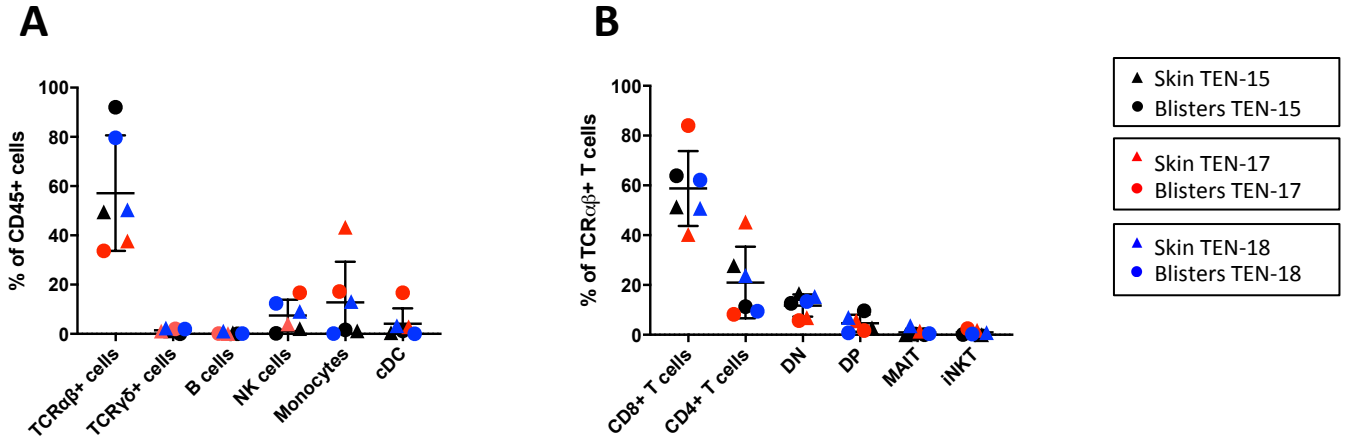 A
% of CD45+ cells
100
80
60
40
20
0
TCRαβ+ cells
TCRγδ+ cells
B cells
NK cells
Monocytes
cDC
B
% of TCRαβ+ T cells
100
80
60
40
20
0
CD8+ T cells
CD4+ T cells
DN
DP
MAIT
iNKT
Skin TEN-15
Blisters TEN-15
Skin TEN-17
Blisters TEN-17
Skin TEN-18
Blisters TEN-18